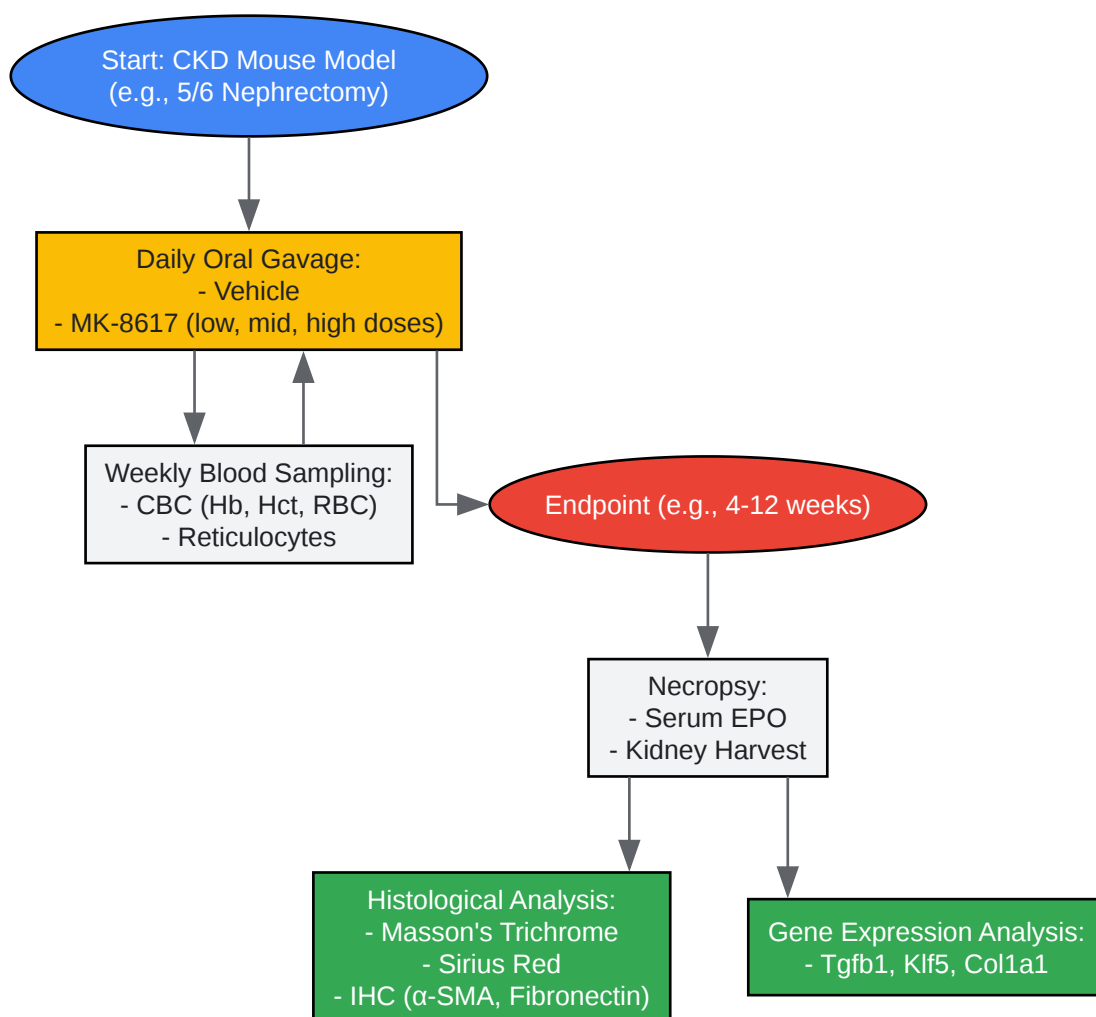 Start: CKD Mouse Model
(e.g., 5/6 Nephrectomy)
Daily Oral Gavage:
- Vehicle
- MK-8617 (low, mid, high doses)
Weekly Blood Sampling:
- CBC (Hb, Hct, RBC)
- Reticulocytes
Endpoint (e.g., 4-12 weeks)
Necropsy:
- Serum EPO
- Kidney Harvest
Histological Analysis:
- Masson's Trichrome
- Sirius Red
- IHC (α-SMA, Fibronectin)
Gene Expression Analysis:
- Tgfb1, Klf5, Col1a1